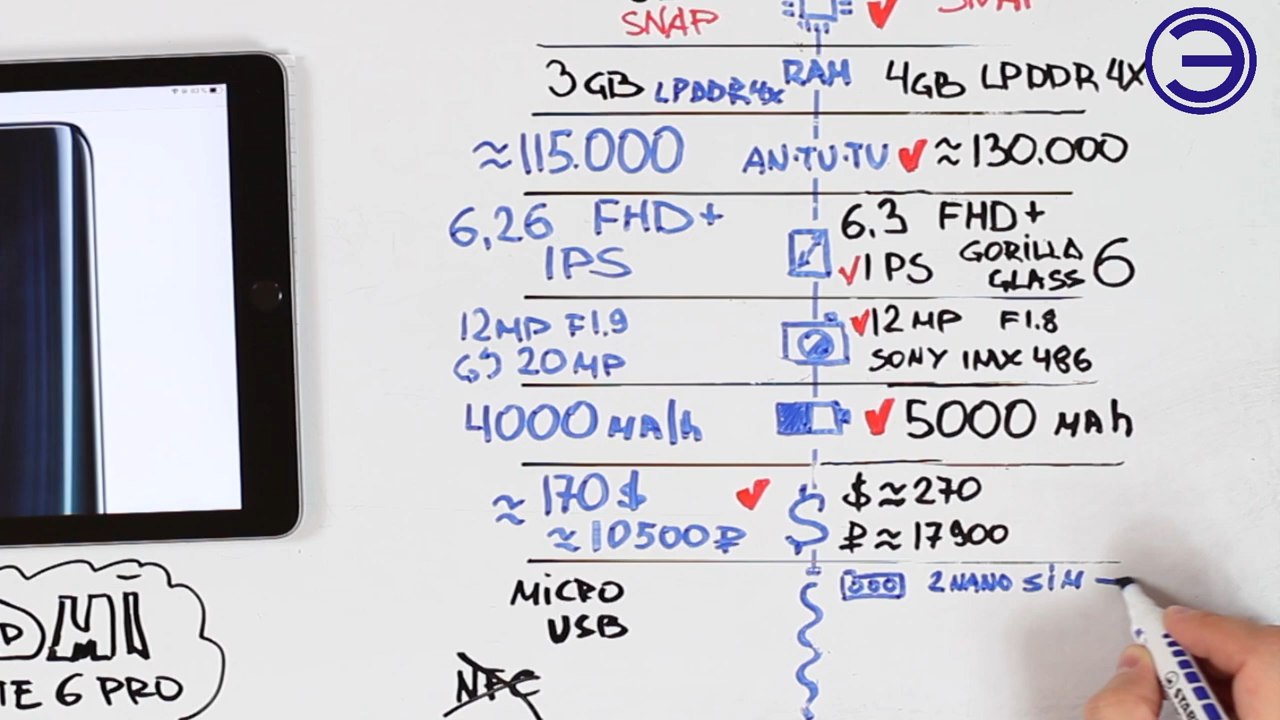 SNAP SNAP
3GB LPDDR4x RAM 4GB LPDDR4X
≈115.000 AN·TU·TU ≈130.000
6,26 FHD+ 6,3 FHD+
IPS IPS GORILLA GLASS 6
12MP F1.9 12MP F1.8
20MP SONY IMX 486
4000 MA/h 5000 MAh
≈170$ $ $≈270
≈10500₽ ₽≈17900
MiCRO 2 NANO SiM
USB
NFC
DMi
TE 6 PRO
Э
STA